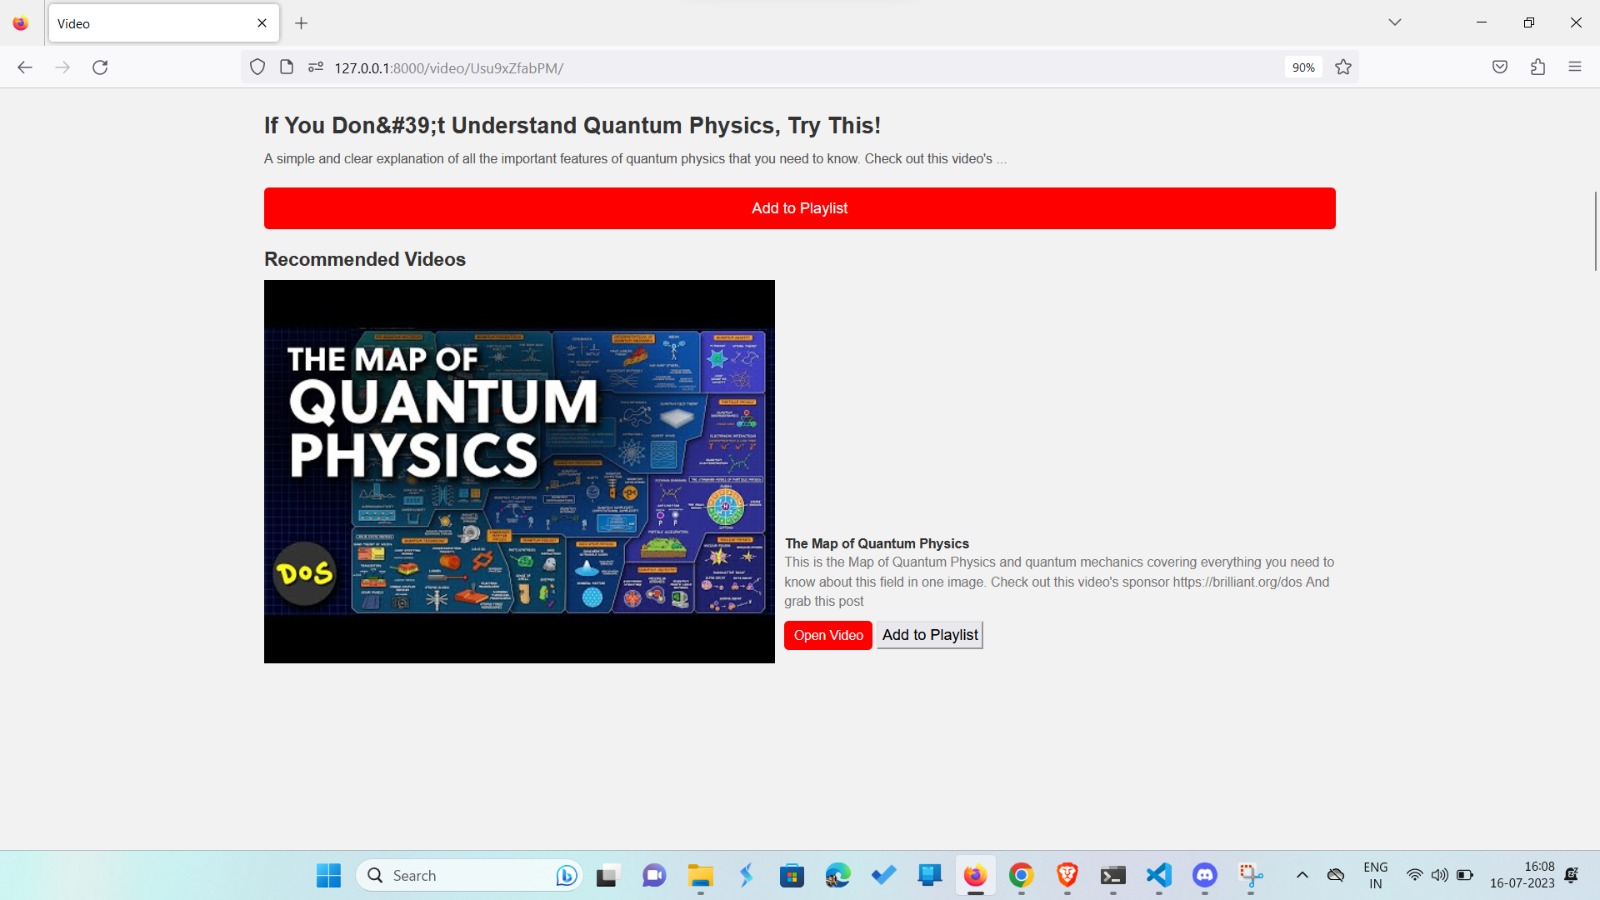 Video
127.0.0.1:8000/video/Usu9xZfabPM/
90%
If You Don&#39;t Understand Quantum Physics, Try This!
A simple and clear explanation of all the important features of quantum physics that you need to know. Check out this video's ...
Add to Playlist
Recommended Videos
THE MAP OF
QUANTUM
PHYSICS
DOS
The Map of Quantum Physics
This is the Map of Quantum Physics and quantum mechanics covering everything you need to
know about this field in one image. Check out this video's sponsor https://brilliant.org/dos And
grab this post
Open Video
Add to Playlist
Search
ENG
IN
16:08
16-07-2023